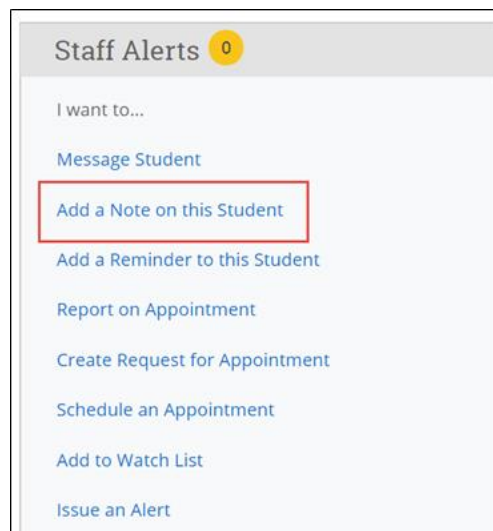 Staff Alerts 0
I want to...
Message Student
Add a Note on this Student
Add a Reminder to this Student
Report on Appointment
Create Request for Appointment
Schedule an Appointment
Add to Watch List
Issue an Alert